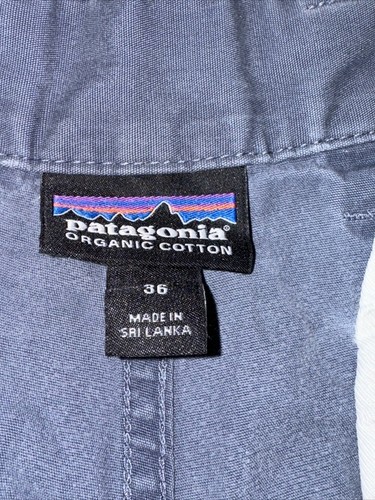 patagonia
ORGANIC COTTON
36
MADE IN
SRI LANKA